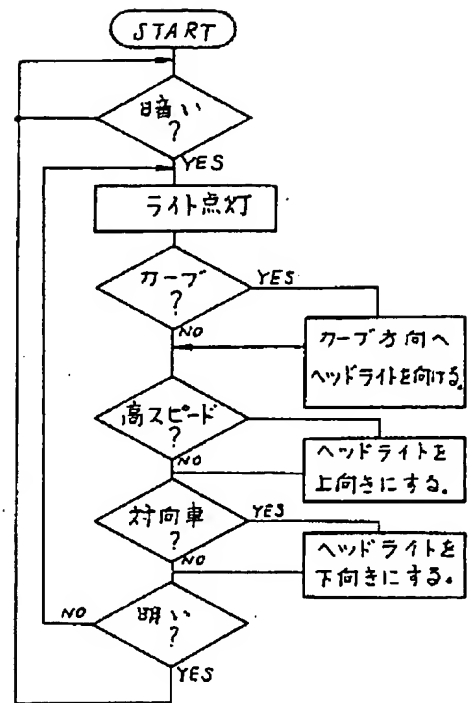 START
暗い
?
YES
ライト点灯
カーブ
?
YES
NO
カーブ方向へ
ヘッドライトを向ける。
高スピード
?
NO
ヘッドライトを
上向きにする。
対向車
?
YES
NO
ヘッドライトを
下向きにする。
明い
?
NO
YES